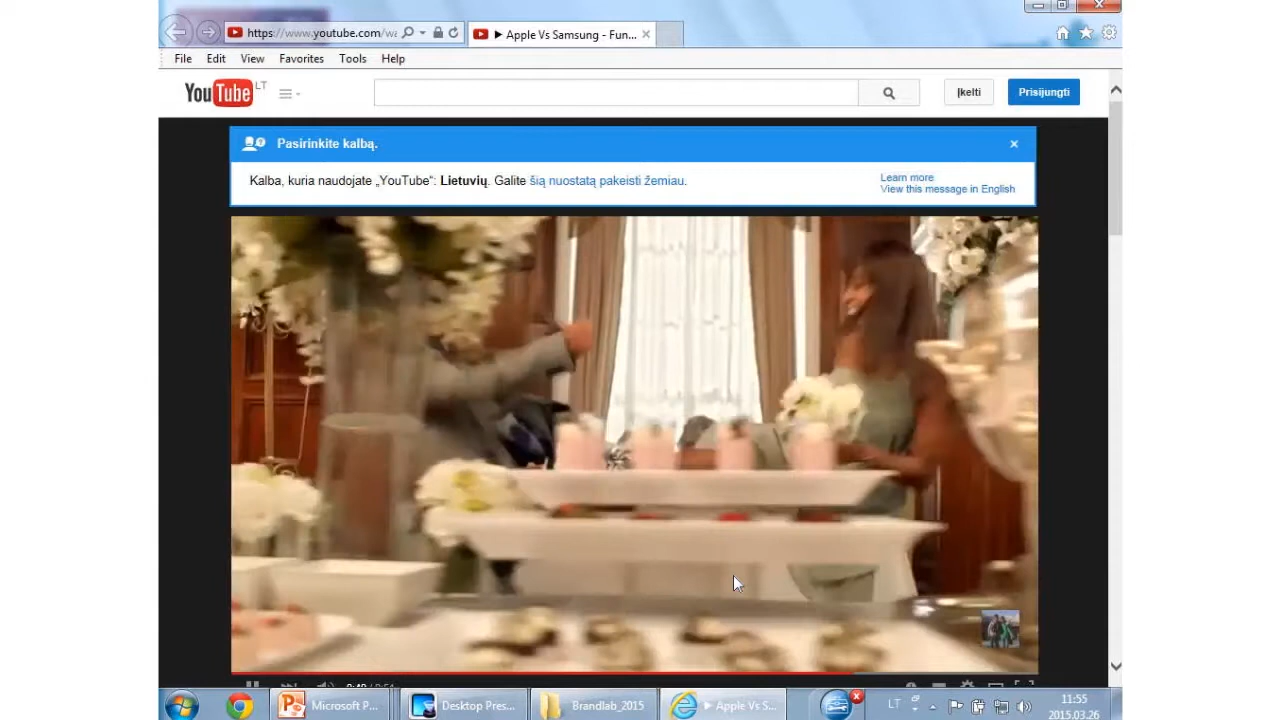 https://www.youtube.com/wa
▶ Apple Vs Samsung - Fun...
File Edit View Favorites Tools Help
YouTube LT
Įkelti
Prisijungti
Pasirinkite kalbą.
Kalba, kuria naudojate „YouTube“: Lietuvių. Galite šią nuostatą pakeisti žemiau.
Learn more
View this message in English
Microsoft P...
Desktop Pres...
Brandlab_2015
▶ Apple Vs S...
LT
11:55
2015.03.26